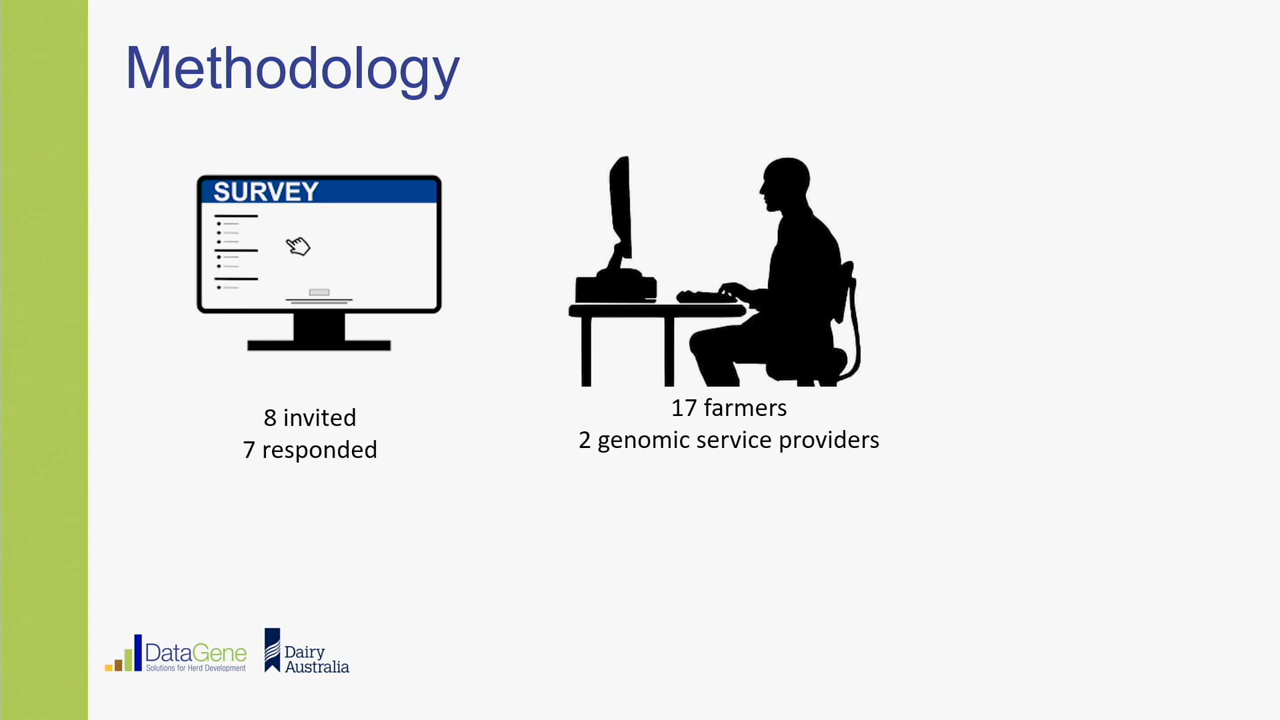 Methodology
SURVEY
8 invited
7 responded
17 farmers
2 genomic service providers
DataGene
Solutions for Herd Development
Dairy
Australia